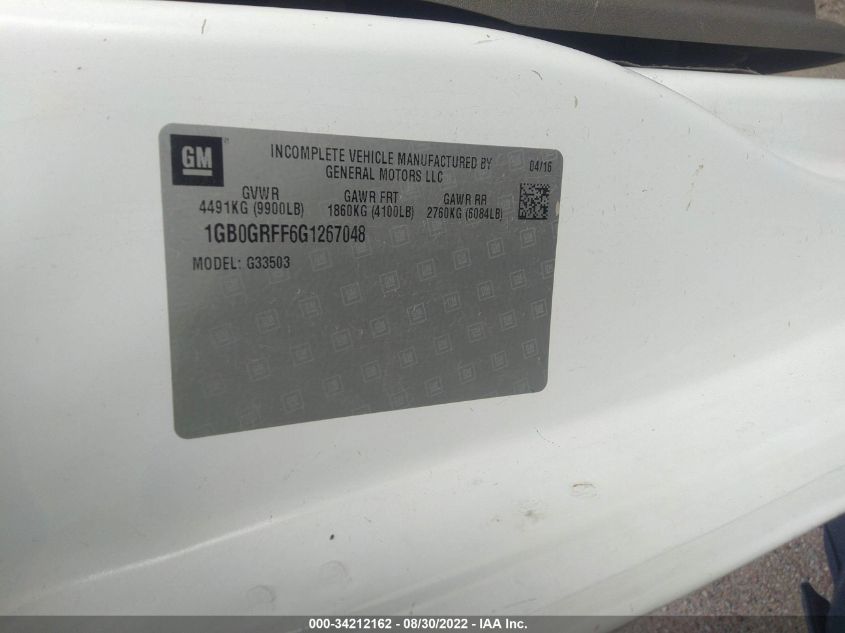 GM
INCOMPLETE VEHICLE MANUFACTURED BY
GENERAL MOTORS LLC
04/16
GVWR
4491KG (9900LB)
GAWR FRT
1860KG (4100LB)
GAWR RR
2760KG (6084LB)
1GB0GRFF6G1267048
MODEL: G33503
000-34212162 - 08/30/2022 - IAA Inc.